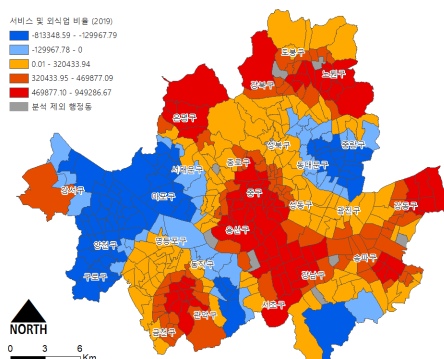 서비스 및 외식업 비율 (2019)
-813348.59 - -129967.79
-129967.78 - 0
0.01 - 320433.94
320433.95 - 469877.09
469877.10 - 949286.67
분석 제외 행정동
도봉구
노원구
강북구
은평구
성북구
중랑구
종로구
동대문구
서대문구
강서구
마포구
중구
성동구
광진구
강동구
용산구
양천구
영등포구
송파구
동작구
강남구
구로구
서초구
관악구
금천구
NORTH
0 3 6
Km